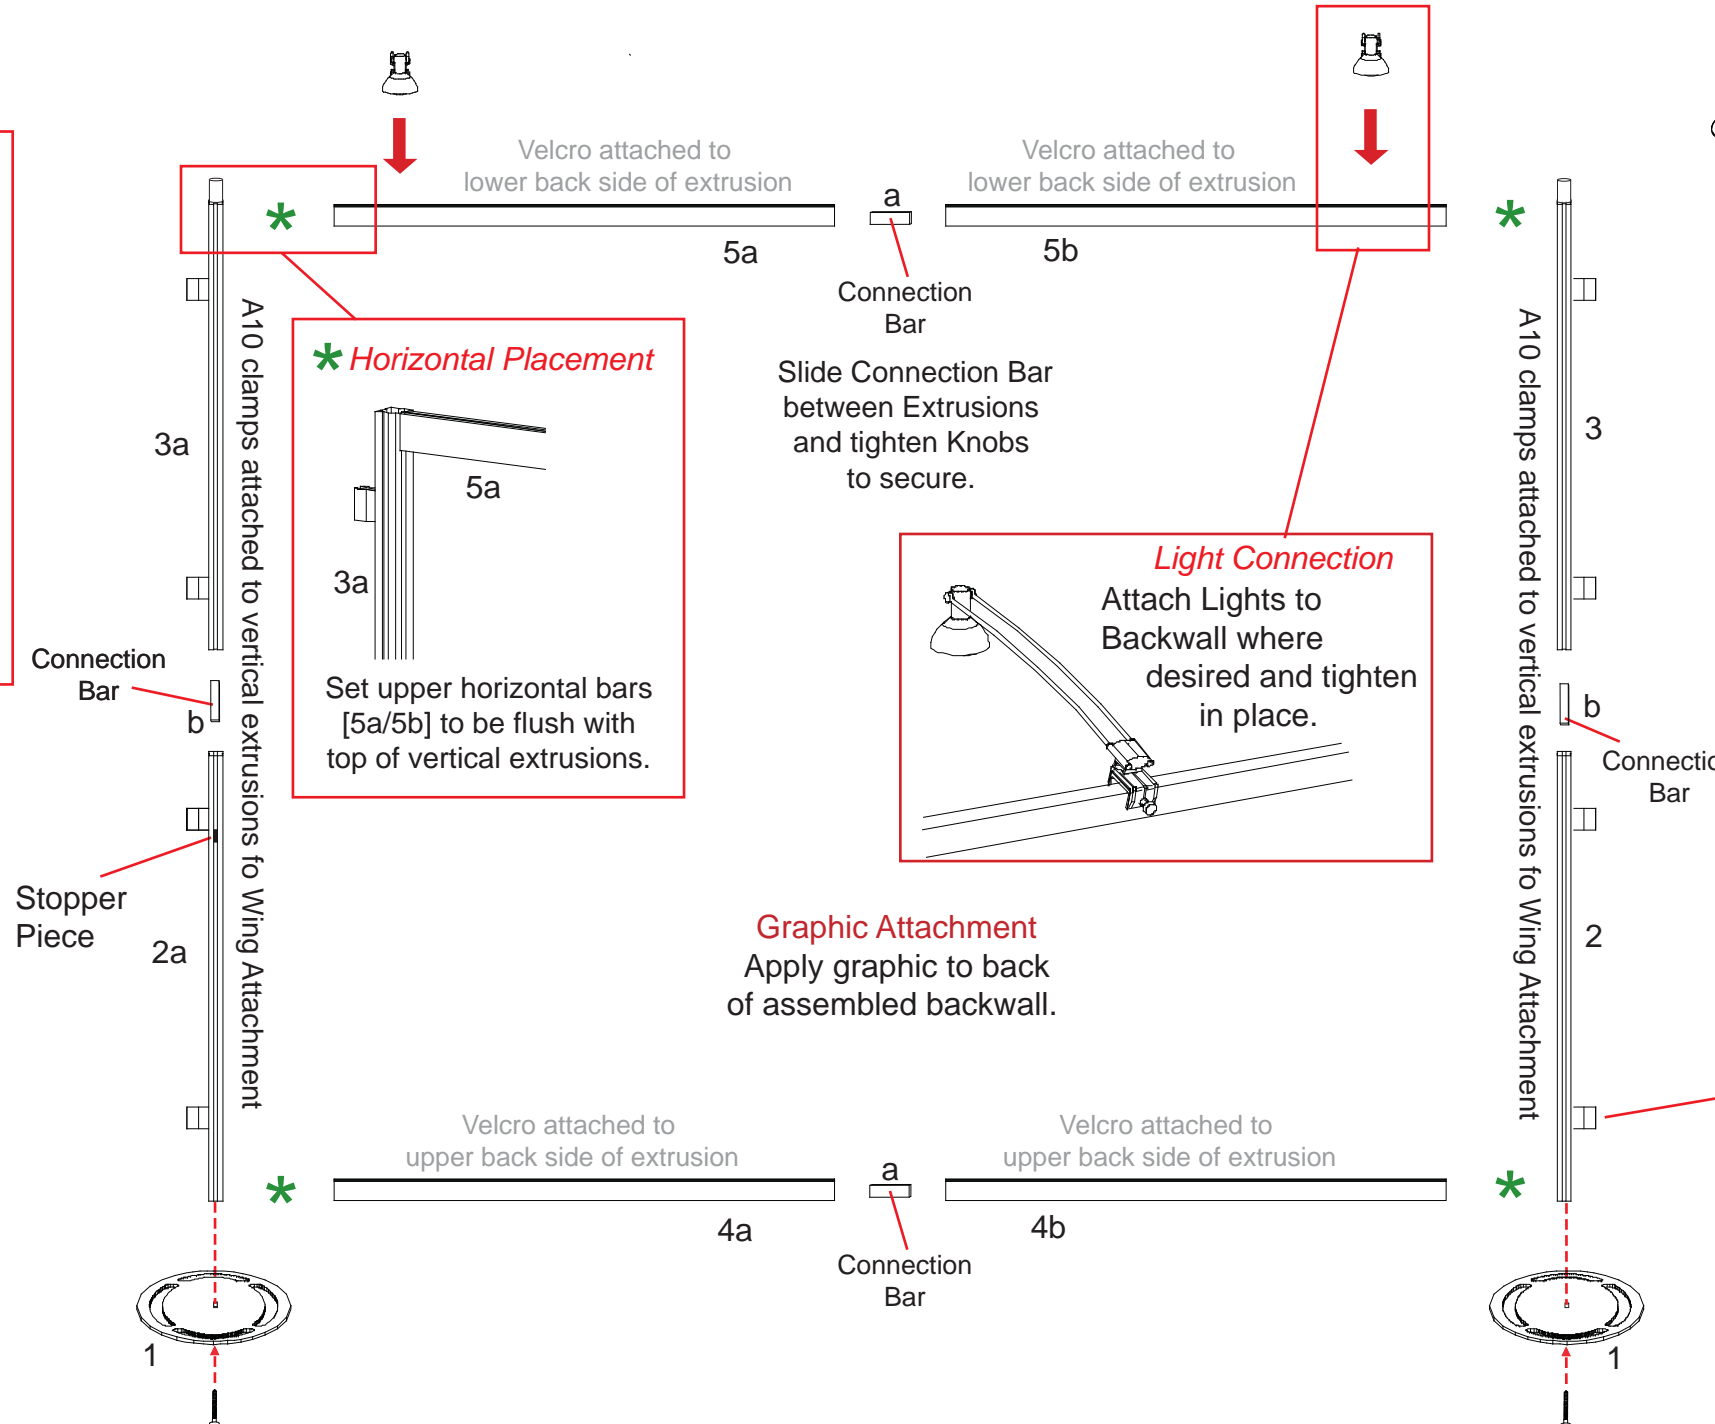 Velcro attached to
lower back side of extrusion
Velcro attached to
lower back side of extrusion
a
5a
5b
Connection
Bar
* Horizontal Placement
5a
3a
Set upper horizontal bars
[5a/5b] to be flush with
top of vertical extrusions.
Slide Connection Bar
between Extrusions
and tighten Knobs
to secure.
Light Connection
Attach Lights to
Backwall where
desired and tighten
in place.
3a
A10 clamps attached to vertical extrusions fo Wing Attachment
Connection
Bar
b
Stopper
Piece
2a
A10 clamps attached to vertical extrusions fo Wing Attachment
3
b
Connectio
Bar
2
Graphic Attachment
Apply graphic to back
of assembled backwall.
Velcro attached to
upper back side of extrusion
Velcro attached to
upper back side of extrusion
a
4a
4b
Connection
Bar
1
1